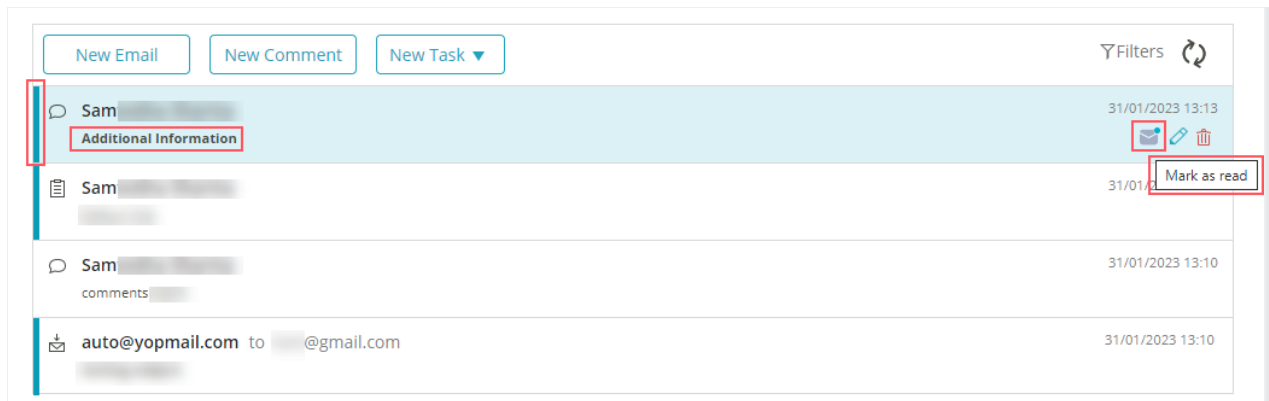 New Email New Comment New Task Filters
Sam 31/01/2023 13:13
Additional Information
Mark as read
Sam 31/01/2
Sam 31/01/2023 13:10
comments
auto@yopmail.com to @gmail.com 31/01/2023 13:10